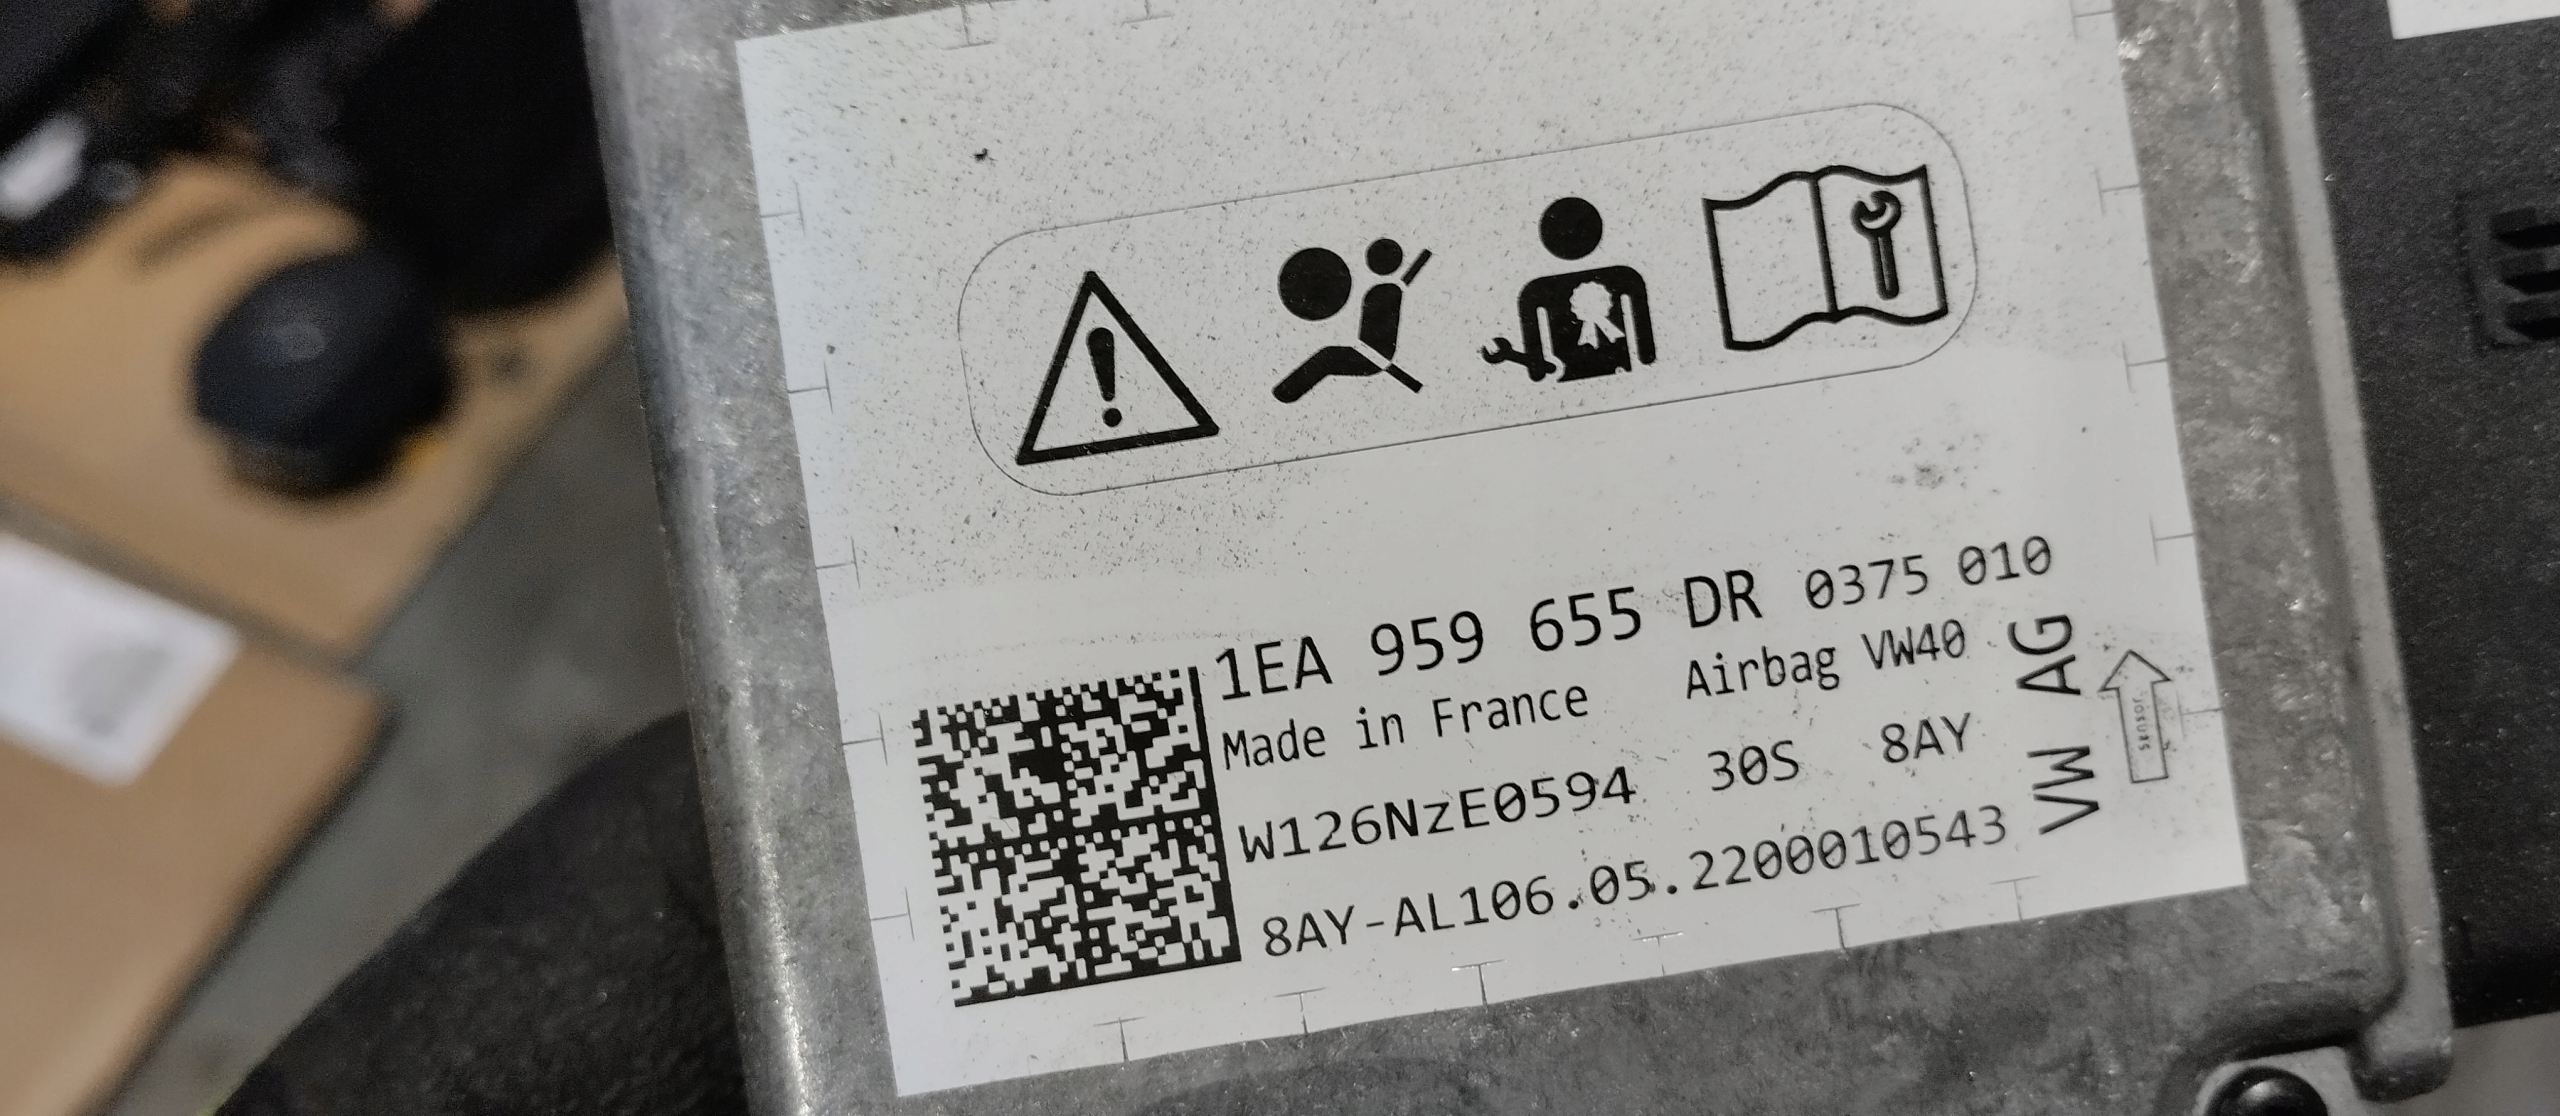 1EA 959 655 DR 0375 010
Made in France Airbag VW40
W126NzE0594 30S 8AY
8AY-AL106.05.2200010543
VW AG
sensor